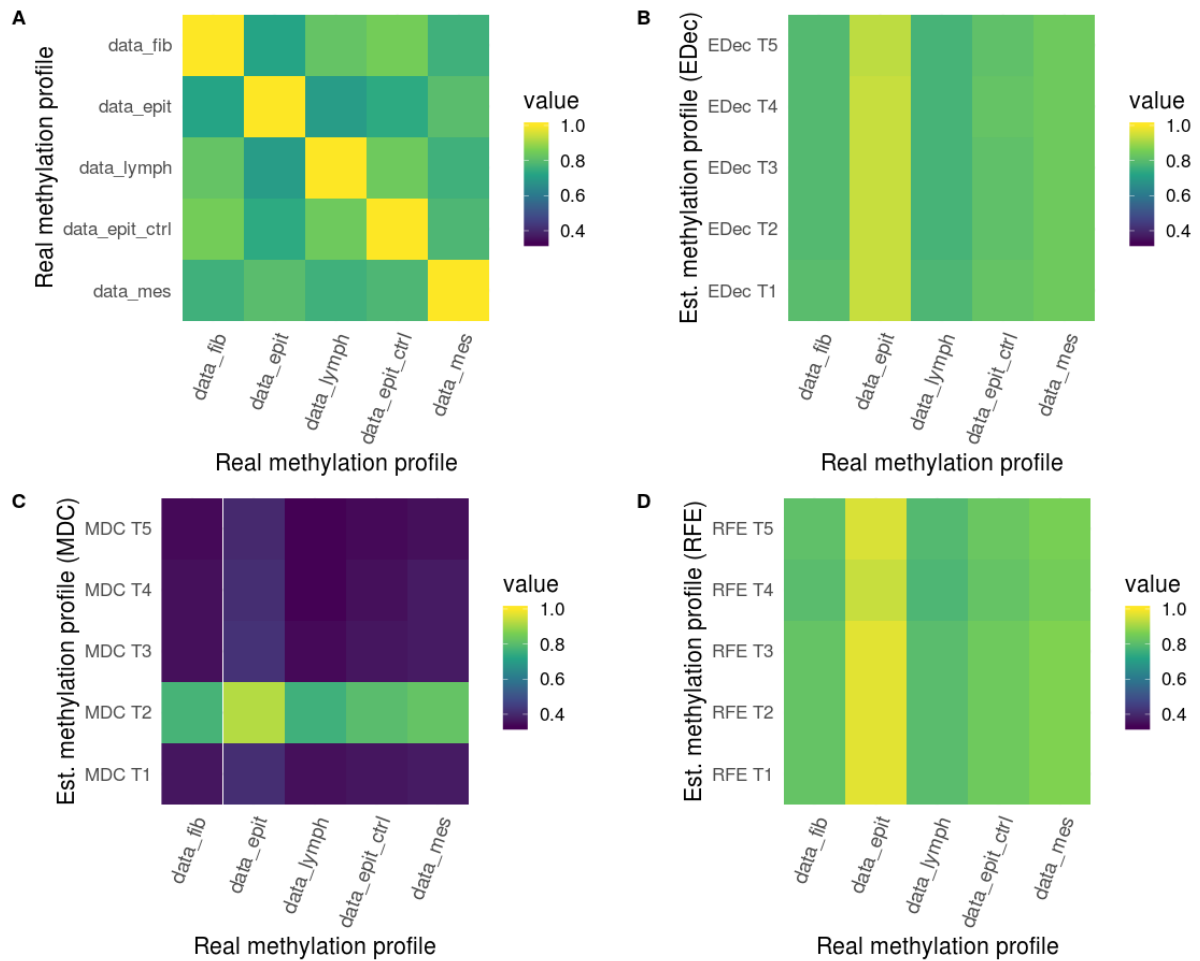 A
Real methylation profile
data_fib
data_epit
data_lymph
data_epit_ctrl
data_mes
data_fib
data_epit
data_lymph
data_epit_ctrl
data_mes
Real methylation profile
value
1.0
0.8
0.6
0.4
B
Est. methylation profile (EDec)
EDec T5
EDec T4
EDec T3
EDec T2
EDec T1
data_fib
data_epit
data_lymph
data_epit_ctrl
data_mes
Real methylation profile
value
1.0
0.8
0.6
0.4
C
Est. methylation profile (MDC)
MDC T5
MDC T4
MDC T3
MDC T2
MDC T1
data_fib
data_epit
data_lymph
data_epit_ctrl
data_mes
Real methylation profile
value
1.0
0.8
0.6
0.4
D
Est. methylation profile (RFE)
RFE T5
RFE T4
RFE T3
RFE T2
RFE T1
data_fib
data_epit
data_lymph
data_epit_ctrl
data_mes
Real methylation profile
value
1.0
0.8
0.6
0.4